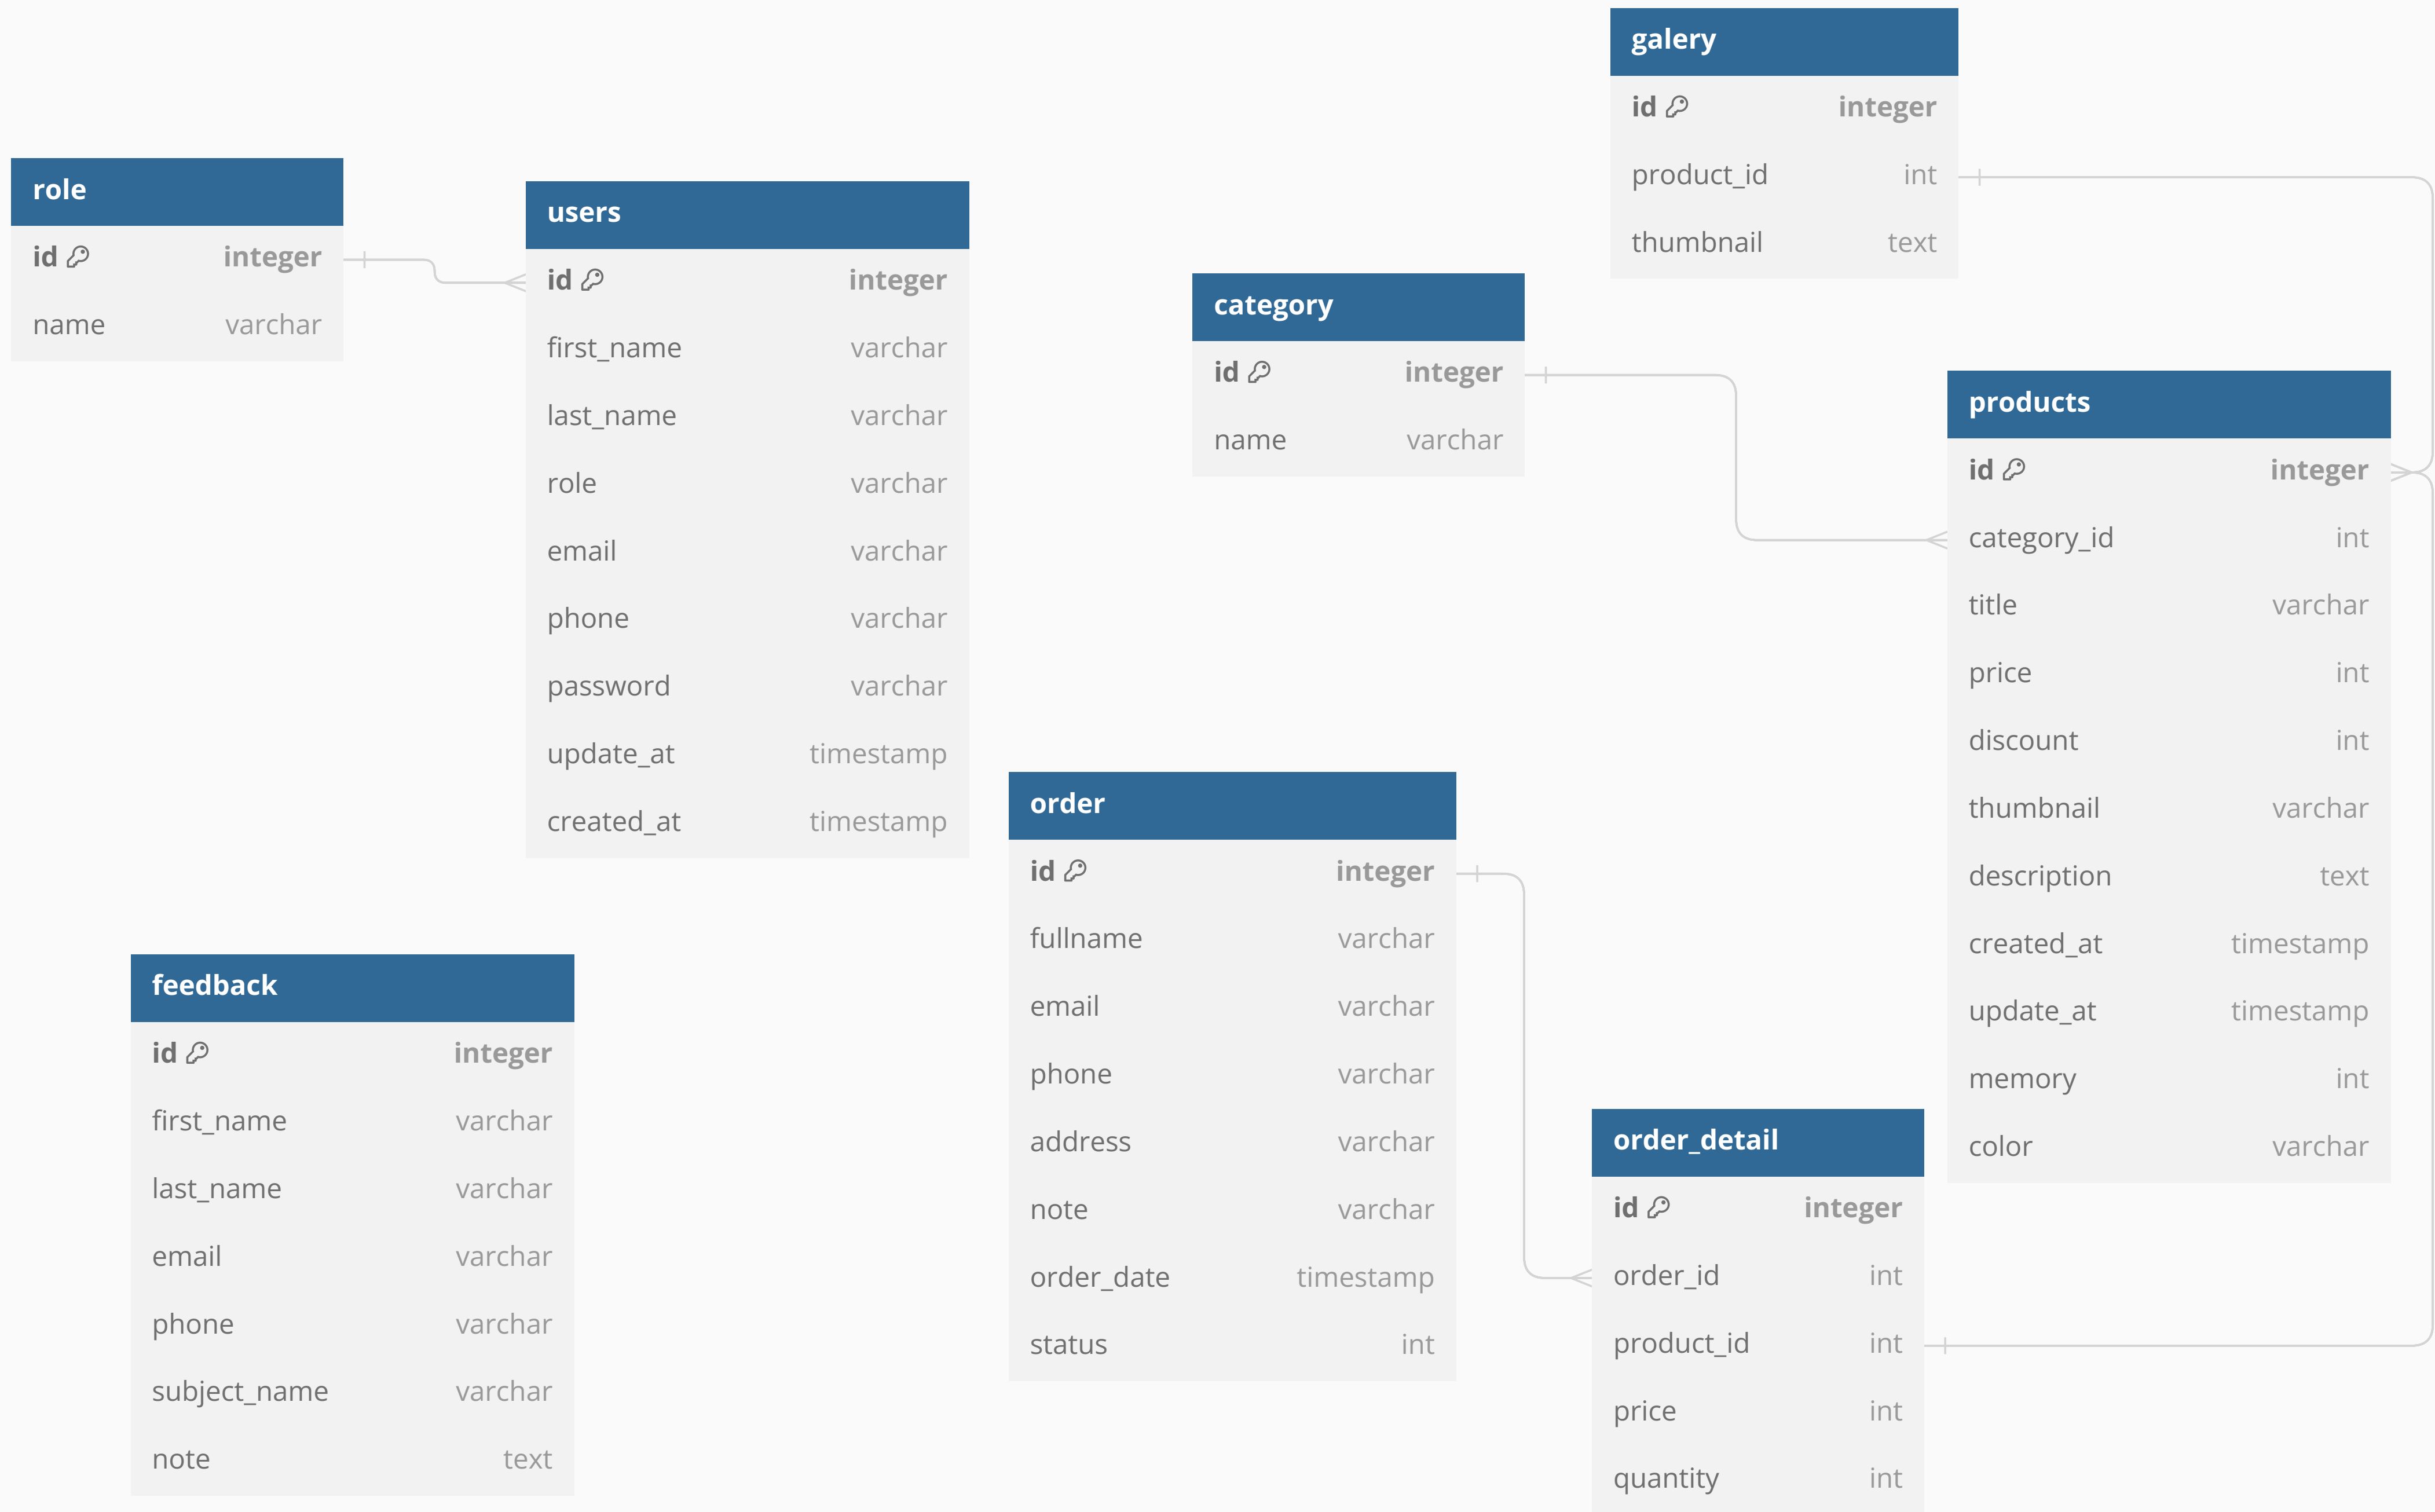 role
id integer
name varchar
users
id integer
first_name varchar
last_name varchar
role varchar
email varchar
phone varchar
password varchar
update_at timestamp
created_at timestamp
feedback
id integer
first_name varchar
last_name varchar
email varchar
phone varchar
subject_name varchar
note text
category
id integer
name varchar
order
id integer
fullname varchar
email varchar
phone varchar
address varchar
note varchar
order_date timestamp
status int
galery
id integer
product_id int
thumbnail text
order_detail
id integer
order_id int
product_id int
price int
quantity int
products
id integer
category_id int
title varchar
price int
discount int
thumbnail varchar
description text
created_at timestamp
update_at timestamp
memory int
color varchar